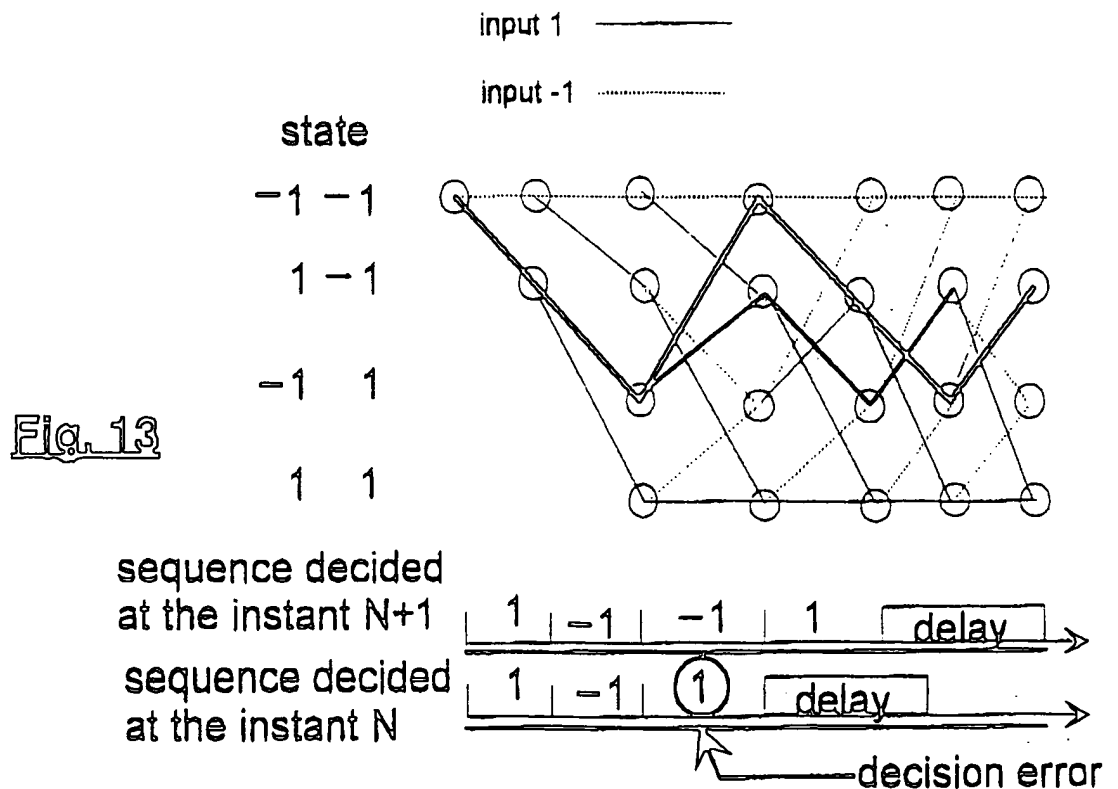 input 1
input -1
state
-1 -1
1 -1
-1 1
1 1
Fig. 13
sequence decided
at the instant N+1
1 -1 -1 1 delay
sequence decided
at the instant N
1 -1 1 delay
decision error